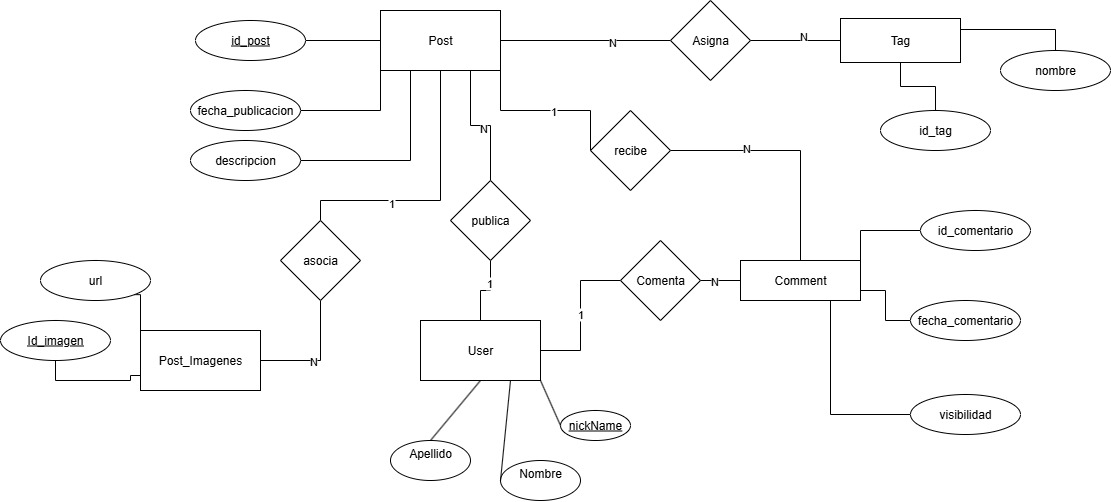 Post
id_post
N
Asigna
N
Tag
nombre
fecha_publicacion
1
id_tag
N
descripcion
recibe
N
1
publica
id_comentario
asocia
url
1
Comenta
N
Comment
1
fecha_comentario
Id_imagen
Post_Imagenes
N
User
visibilidad
nickName
Apellido
Nombre